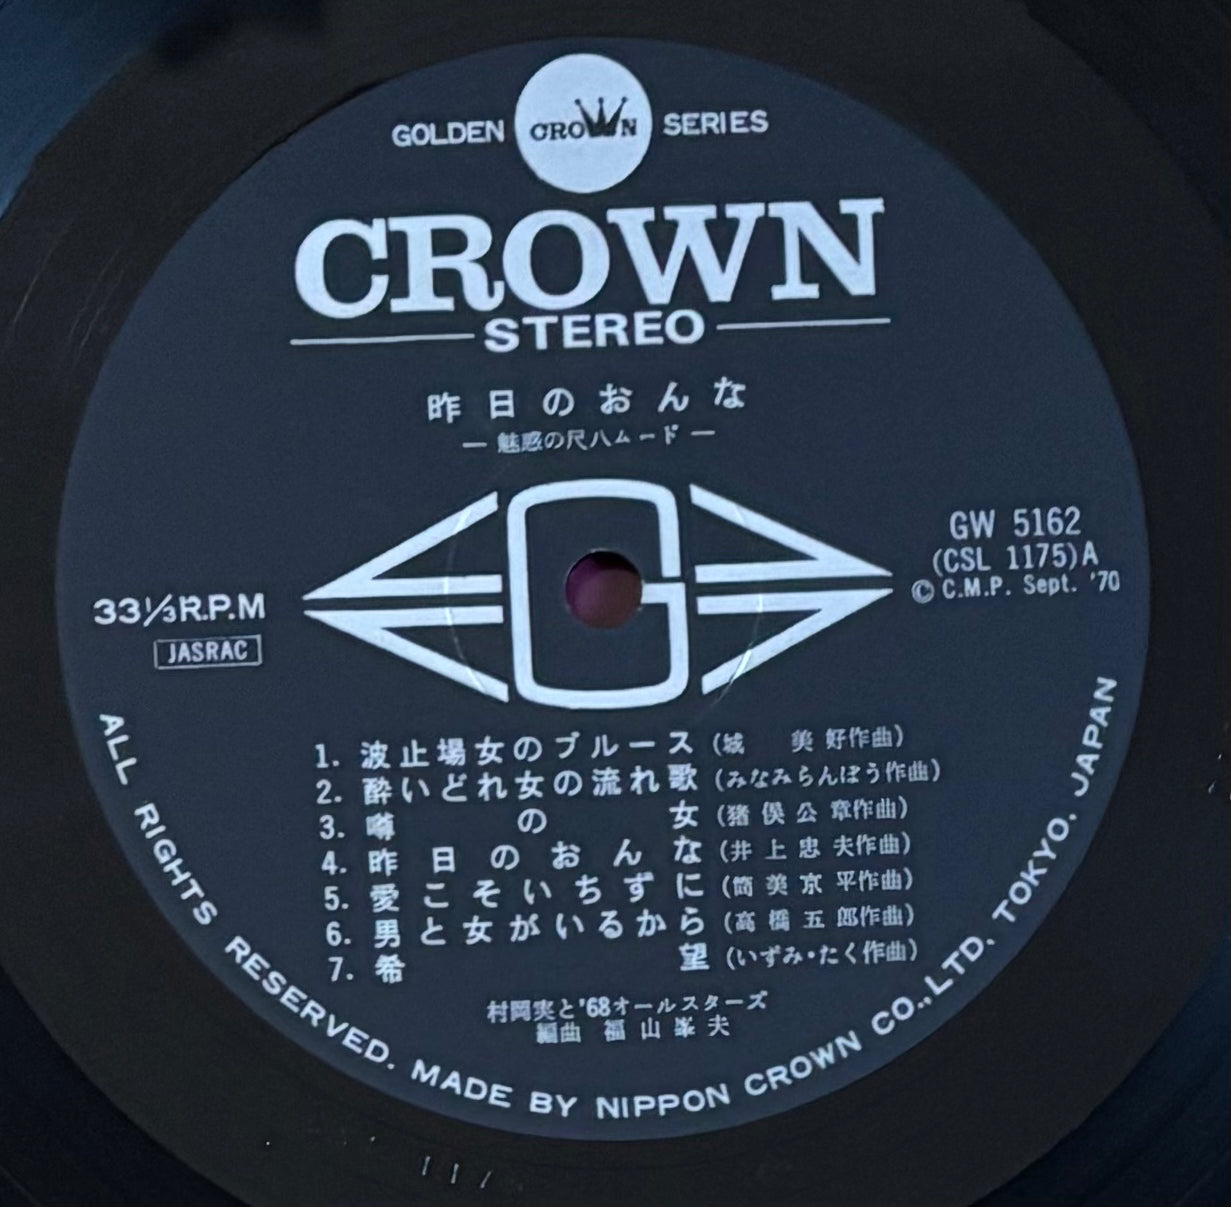 GOLDEN CROWN SERIES
CROWN
STEREO
昨日のおんな
― 魅惑の尺八ムード ―
G
GW 5162
(CSL 1175)A
© C.M.P. Sept. '70
33⅓R.P.M
JASRAC
1. 波止場女のブルース (城 美好作曲)
2. 酔いどれ女の流れ歌 (みなみらんぼう作曲)
3. 噂の女 (猪俣公章作曲)
4. 昨日のおんな (井上忠夫作曲)
5. 愛こそいちずに (筒美京平作曲)
6. 男と女がいるから (高橋五郎作曲)
7. 希望 (いずみ・たく作曲)
村岡実と'68オールスターズ
編曲 福山峯夫
ALL RIGHTS RESERVED. MADE BY NIPPON CROWN CO.,LTD. TOKYO. JAPAN